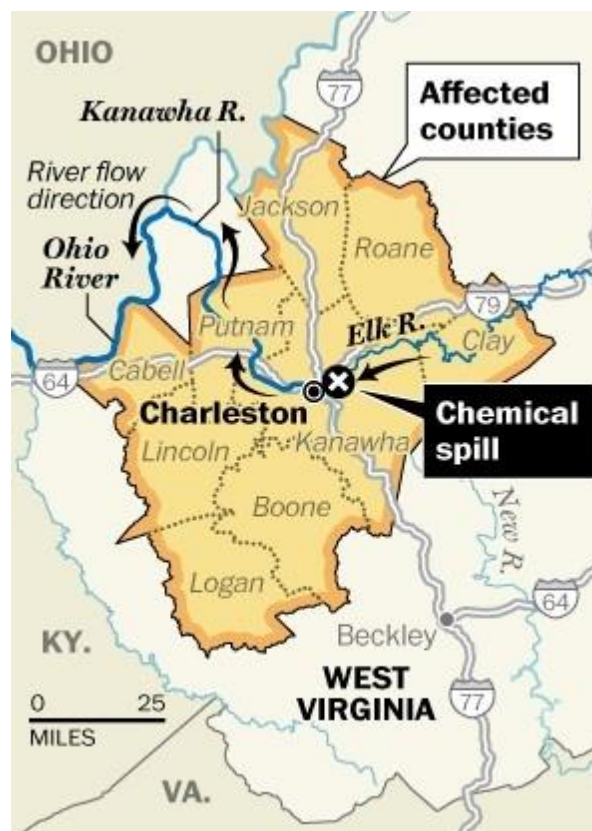 OHIO
77
Affected
counties
Kanawha R.
River flow
direction
Jackson
Roane
Ohio
River
79
Putnam
Elk R.
Clay
64
Cabell
Charleston
Chemical
spill
Lincoln
Kanawha
Boone
New R.
Logan
64
Beckley
KY.
WEST
VIRGINIA
77
0 25
MILES
VA.